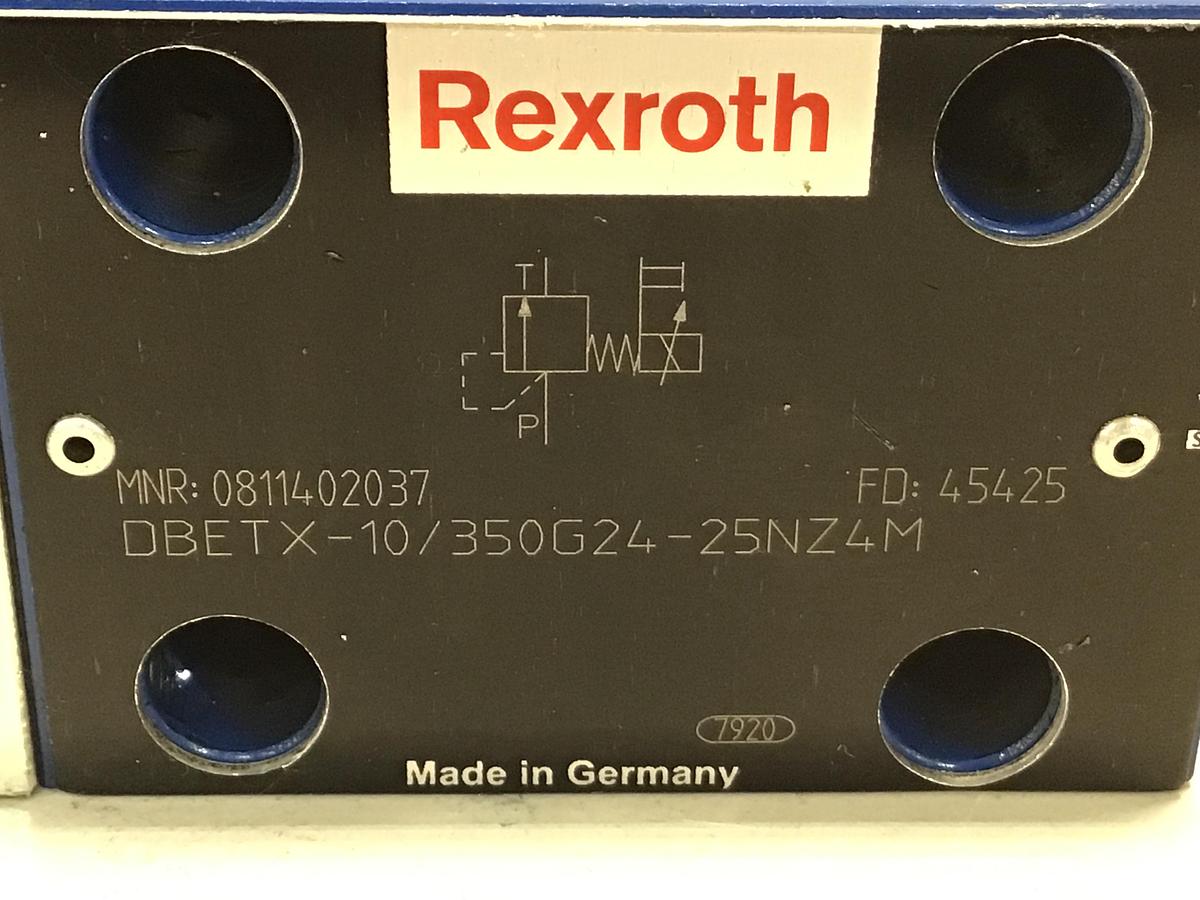 Rexroth
T
P
MNR: 0811402037
FD: 45425
DBETX-10/350G24-25NZ4M
7920
Made in Germany